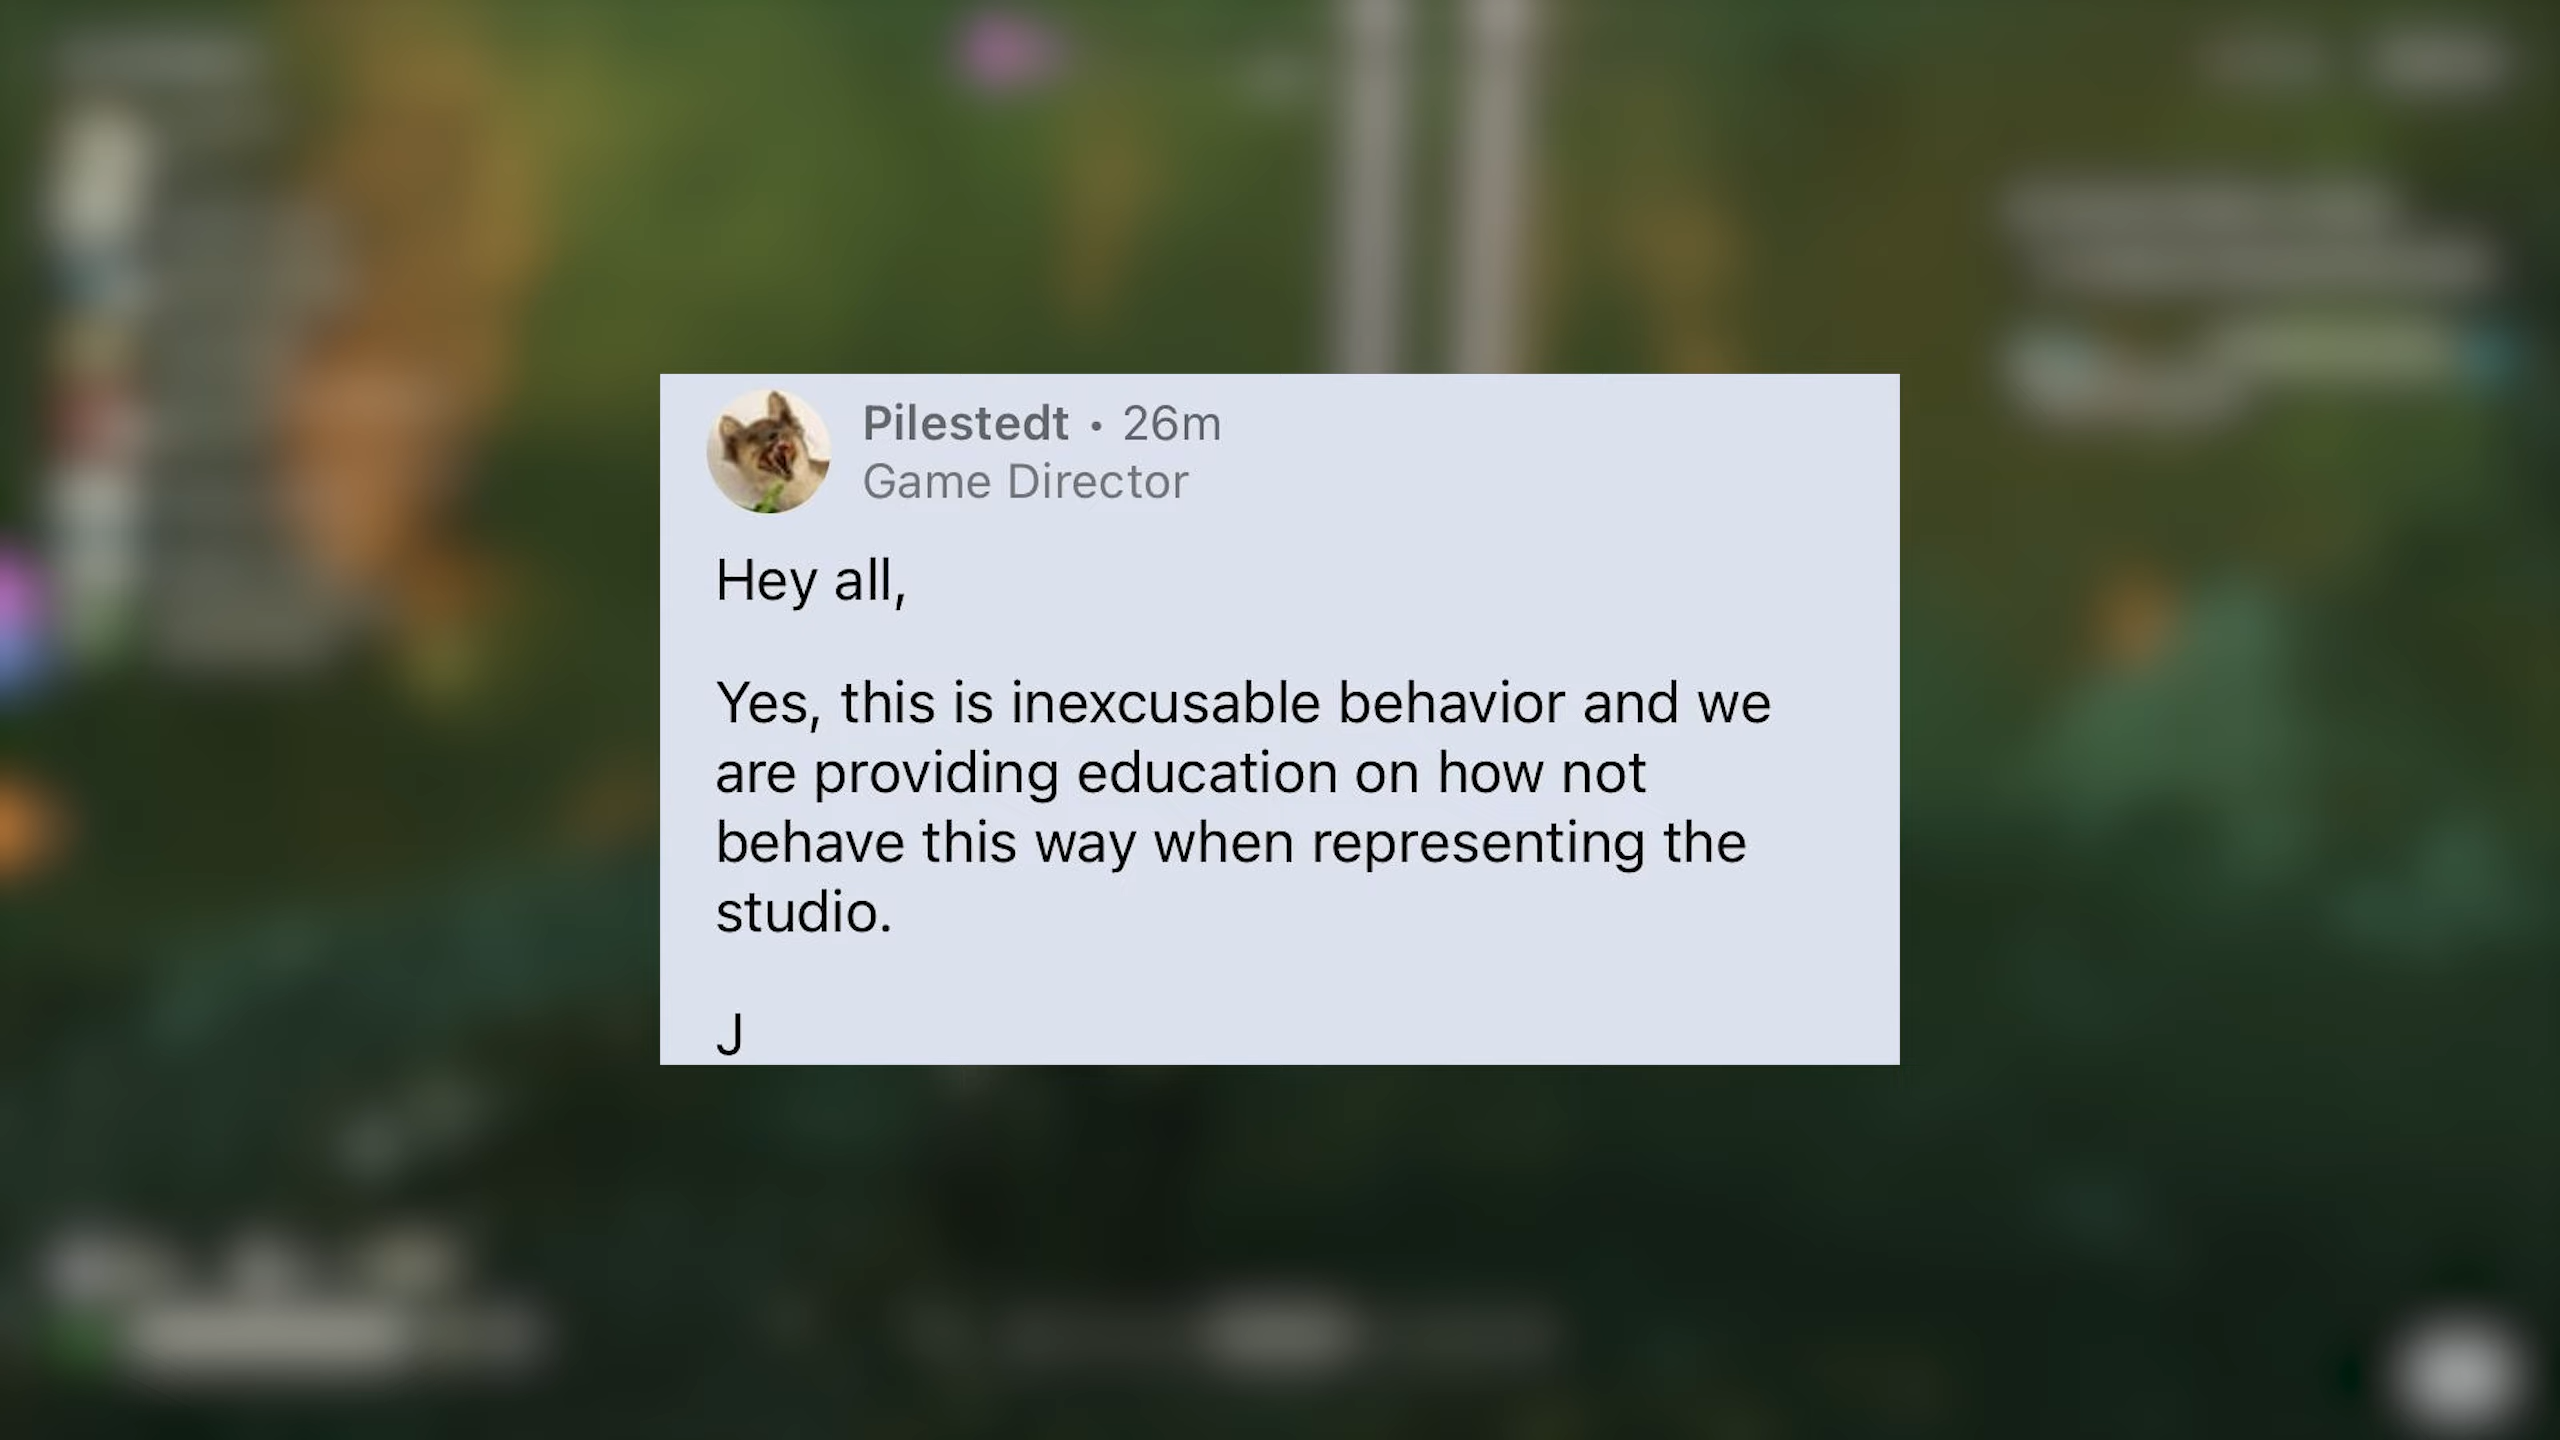 Pilestedt • 26m
Game Director
Hey all,
Yes, this is inexcusable behavior and we
are providing education on how not
behave this way when representing the
studio.
J